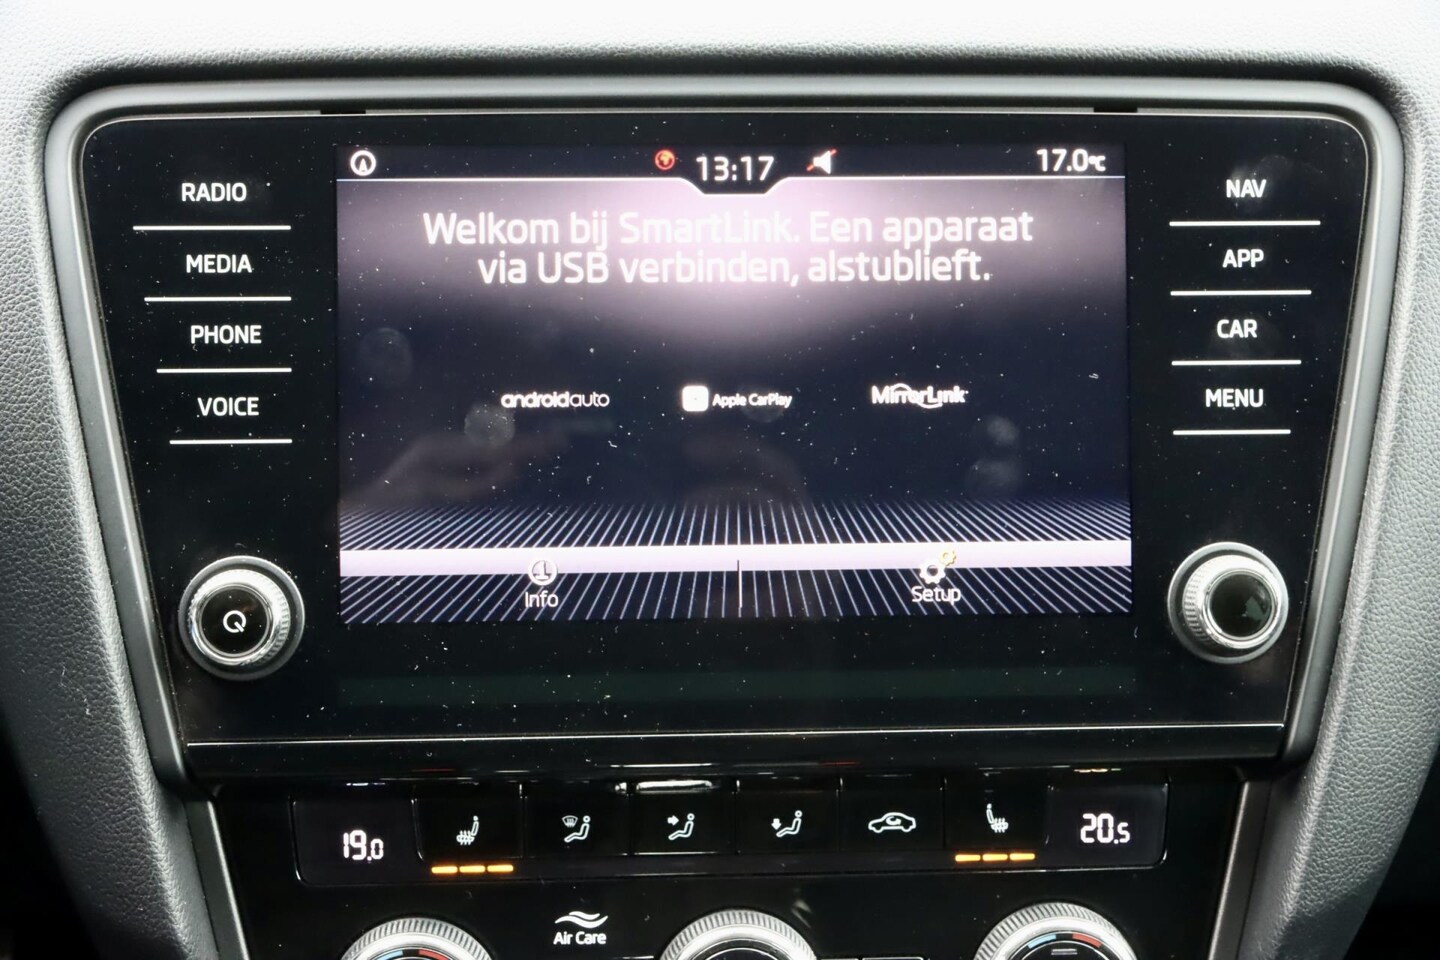 13:17
17.0°C
RADIO
MEDIA
PHONE
VOICE
Welkom bij SmartLink. Een apparaat
via USB verbinden, alstublieft.
androidauto
Apple CarPlay
MirrorLink
Info
Setup
NAV
APP
CAR
MENU
19.0
20.5
Air Care